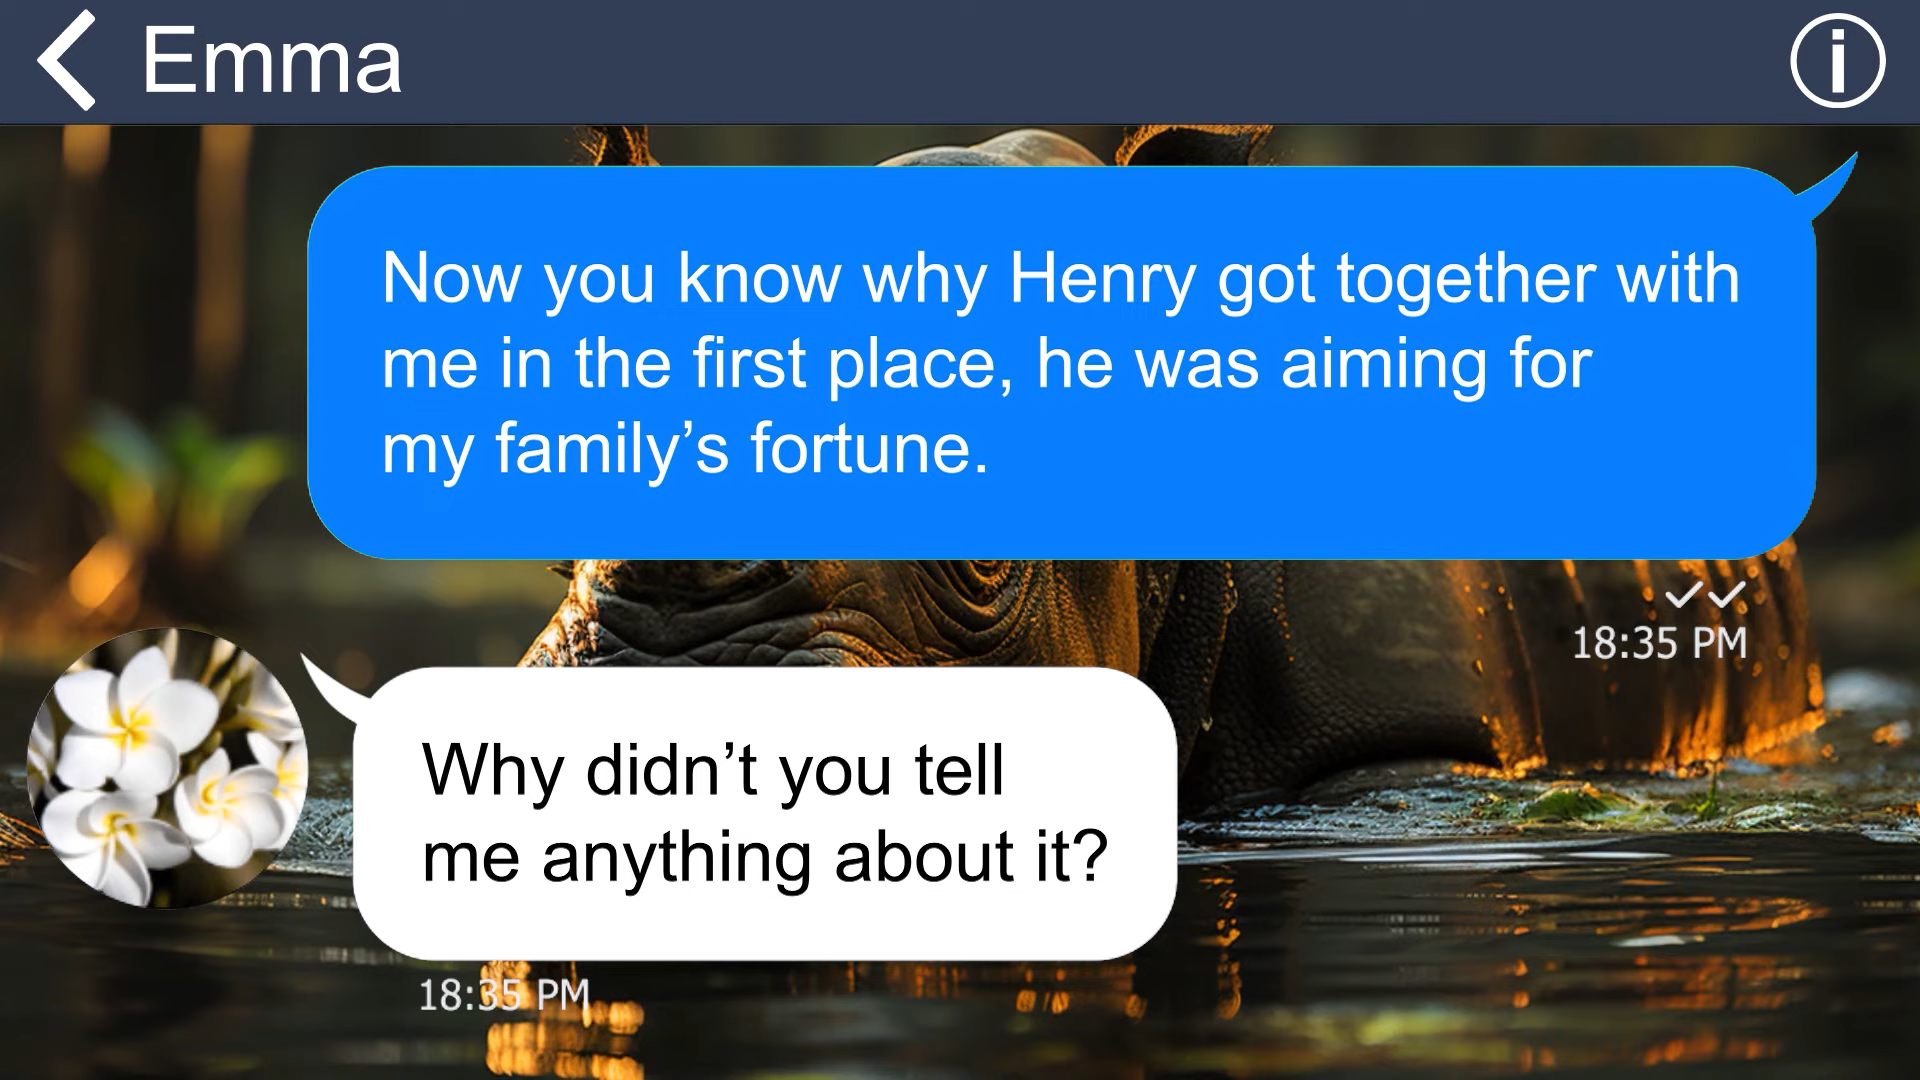 Emma
Now you know why Henry got together with
me in the first place, he was aiming for
my family’s fortune.
18:35 PM
Why didn’t you tell
me anything about it?
18:35 PM